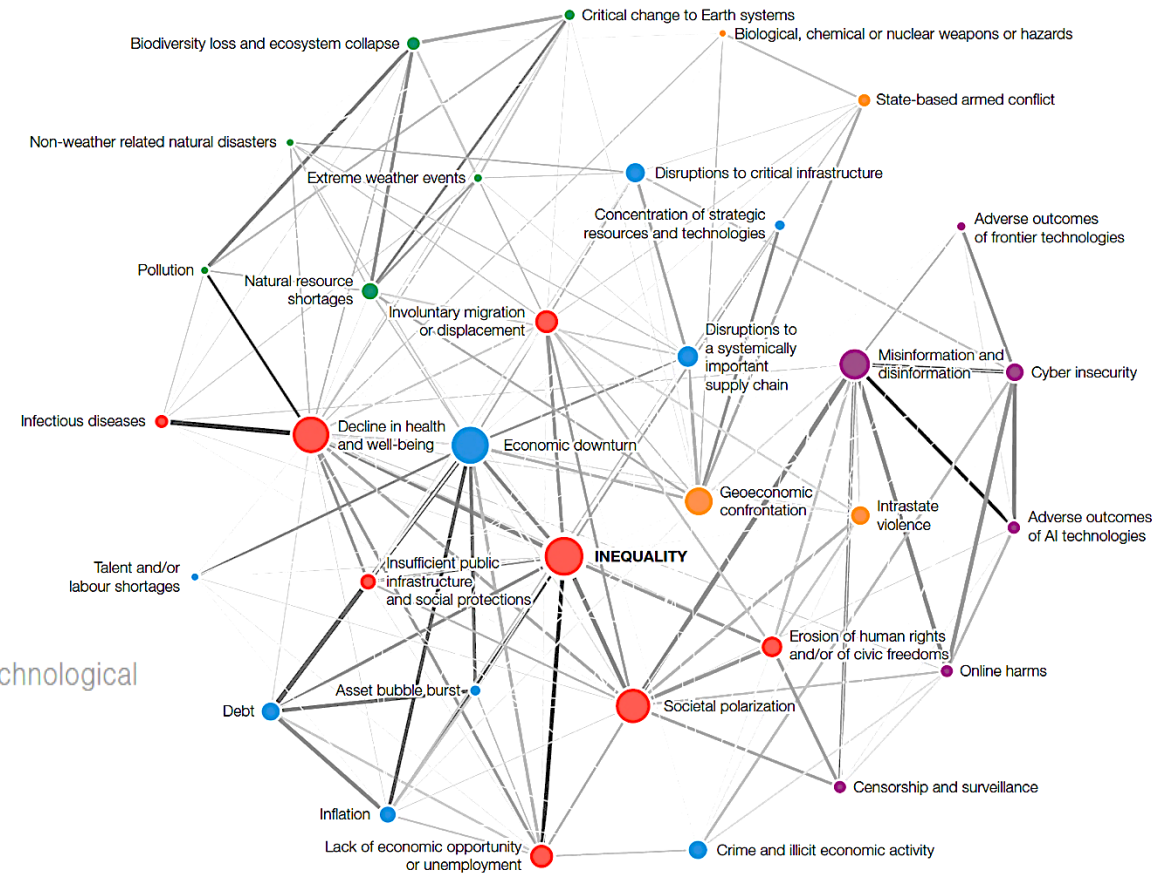 Critical change to Earth systems
Biological, chemical or nuclear weapons or hazards
Biodiversity loss and ecosystem collapse
State-based armed conflict
Non-weather related natural disasters
Extreme weather events
Disruptions to critical infrastructure
Concentration of strategic
resources and technologies
Adverse outcomes
of frontier technologies
Pollution
Natural resource
shortages
Involuntary migration
or displacement
Disruptions to
a systemically
important
supply chain
Misinformation and
disinformation
Cyber insecurity
Infectious diseases
Decline in health
and well-being
Economic downturn
Geoeconomic
confrontation
Intrastate
violence
Adverse outcomes
of AI technologies
INEQUALITY
Talent and/or
labour shortages
Insufficient public
infrastructure
and social protections
Erosion of human rights
and/or of civic freedoms
Online harms
chnological
Asset bubble burst
Debt
Societal polarization
Censorship and surveillance
Inflation
Lack of economic opportunity
or unemployment
Crime and illicit economic activity